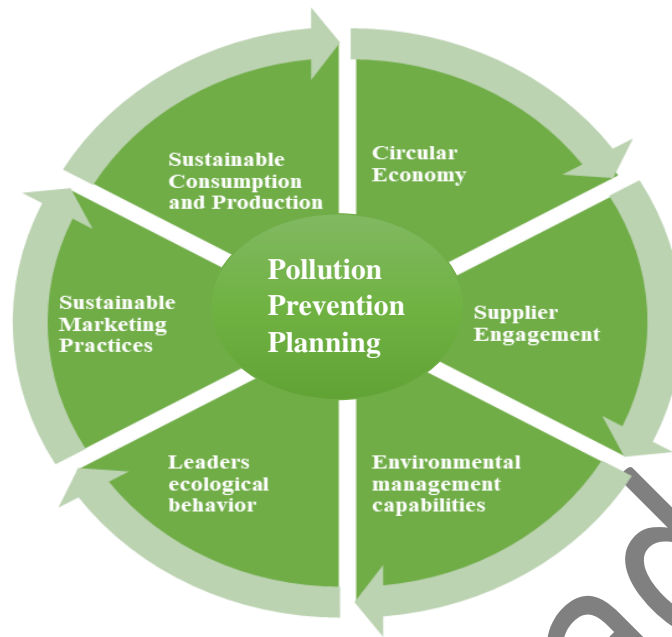 Sustainable
Consumption
and Production
Circular
Economy
Pollution
Prevention
Planning
Sustainable
Marketing
Practices
Supplier
Engagement
Leaders
ecological
behavior
Environmental
management
capabilities